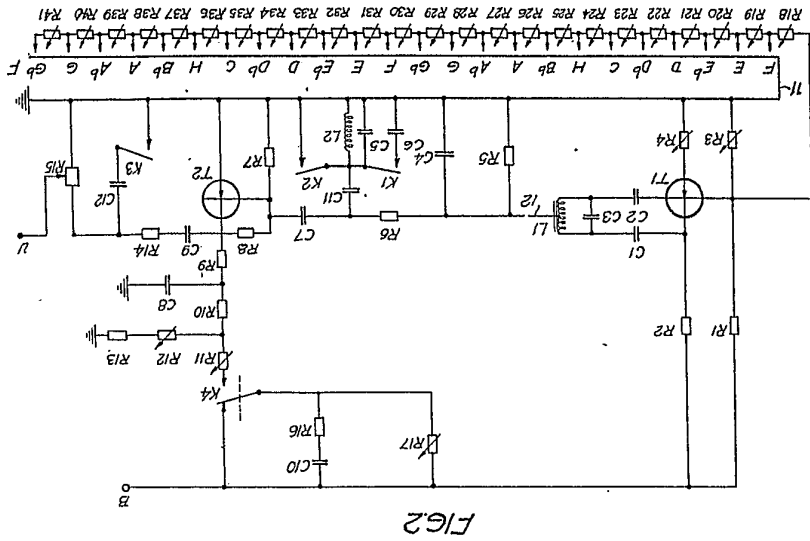 FIG.2
B
C10
R17
R16
K4
R11
R12
R13
R1
R2
R10
C8
R9
C1
L1
12
R6
C7
R8
C9
R14
U
C3
C2
T1
C11
T2
C12
R15
R3
R4
R5
C4
K1
K2
R7
K3
C6
C5
L2
11
F E Eb D Db C H Bb A Ab G Gb F E Eb D Db C H Bb A Ab G Gb F
R18 R19 R20 R21 R22 R23 R24 R25 R26 R27 R28 R29 R30 R31 R32 R33 R34 R35 R36 R37 R38 R39 R40 R41